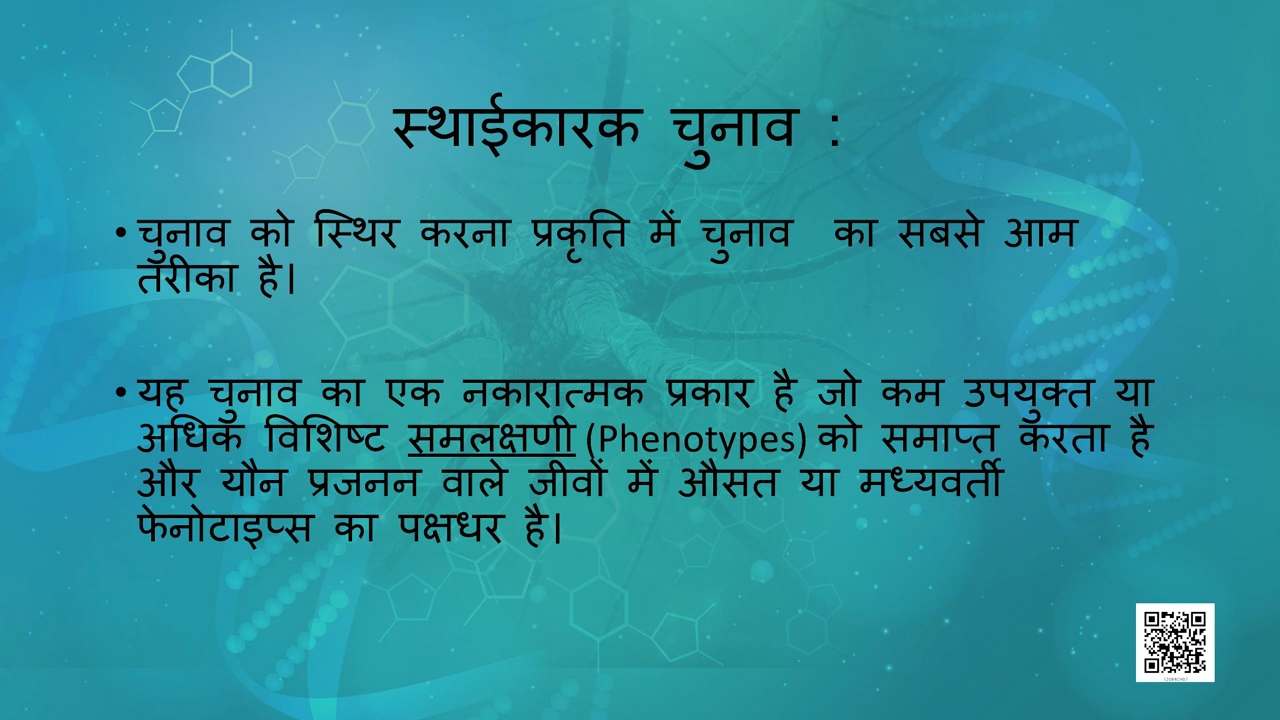 स्थाईकारक चुनाव :
• चुनाव को स्थिर करना प्रकृति में चुनाव का सबसे आम
तरीका है।
• यह चुनाव का एक नकारात्मक प्रकार है जो कम उपयुक्त या
अधिक विशिष्ट समलक्षणी (Phenotypes) को समाप्त करता है
और यौन प्रजनन वाले जीवों में औसत या मध्यवर्ती
फेनोटाइप्स का पक्षधर है।